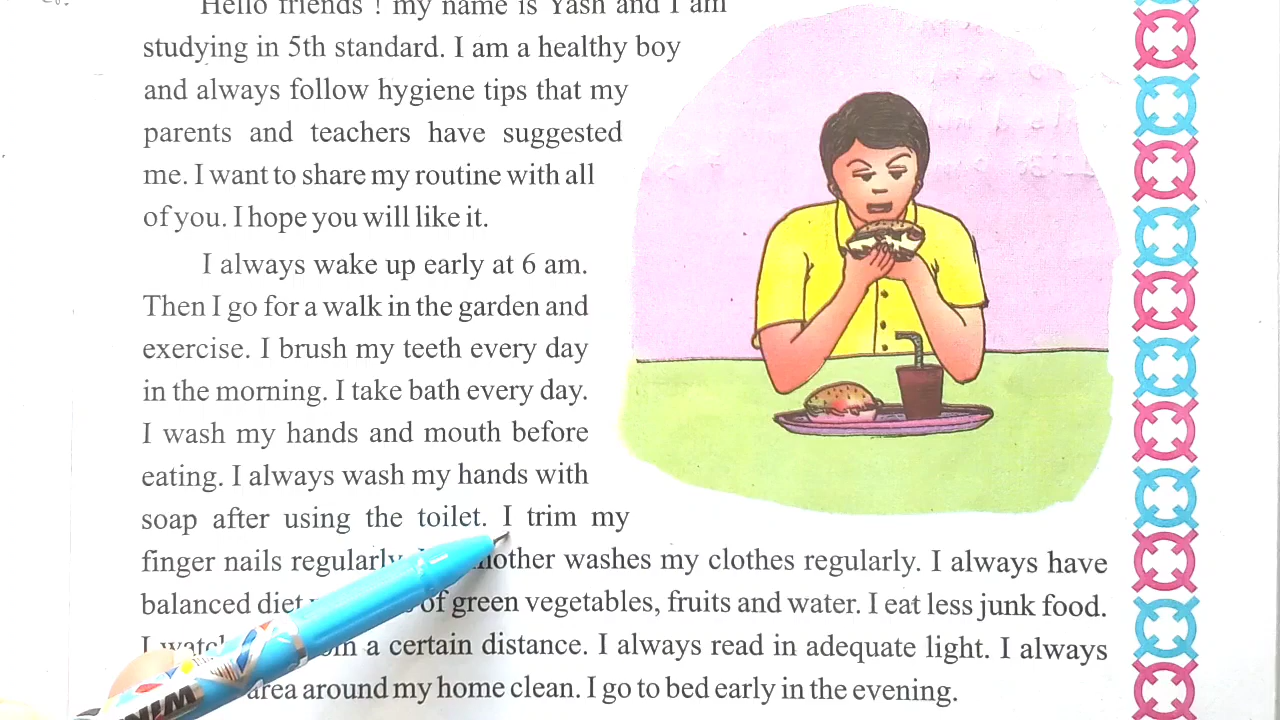 Hello friends ! my name is Yash and I am
studying in 5th standard. I am a healthy boy
and always follow hygiene tips that my
parents and teachers have suggested
me. I want to share my routine with all
of you. I hope you will like it.
I always wake up early at 6 am.
Then I go for a walk in the garden and
exercise. I brush my teeth every day
in the morning. I take bath every day.
I wash my hands and mouth before
eating. I always wash my hands with
soap after using the toilet. I trim my
finger nails regularly. mother washes my clothes regularly. I always have
balanced diet of green vegetables, fruits and water. I eat less junk food.
I a certain distance. I always read in adequate light. I always
area around my home clean. I go to bed early in the evening.